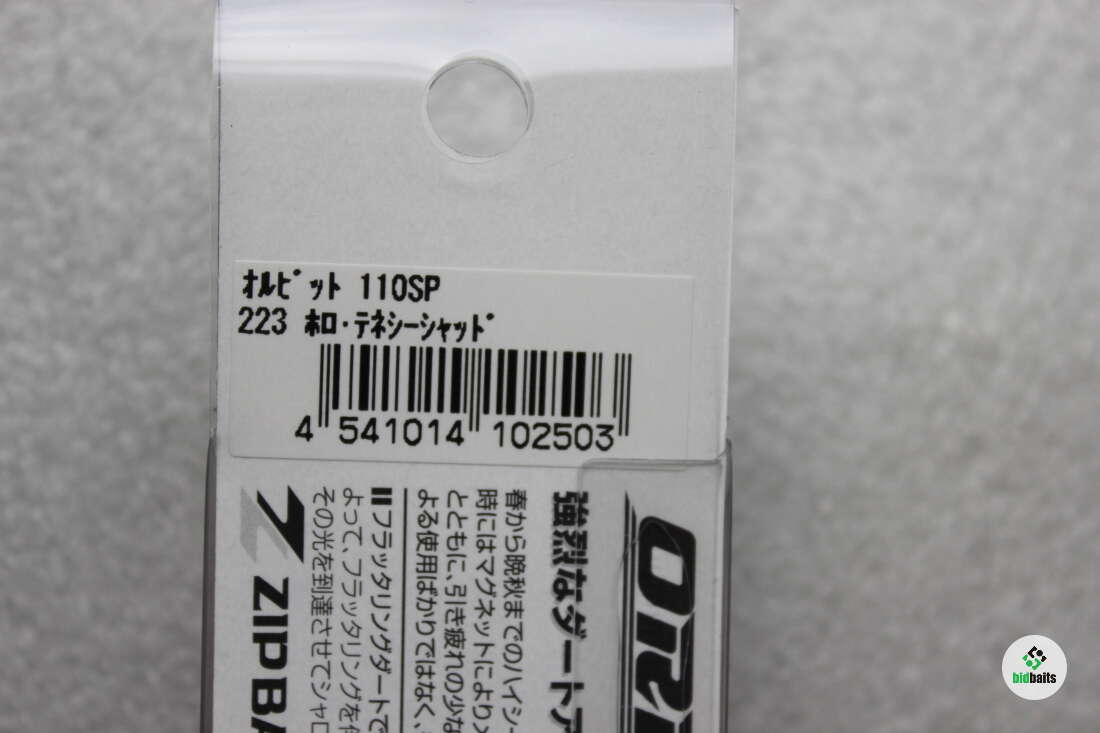 ｵﾙﾋﾞｯﾄ 110SP
223 ﾎﾛ･ﾃﾈｼｰｼｬｯﾄﾞ
4 541014 102503
強烈なダートア
春から晩秋までのハイシー
時にはマグネットにより
とともに、引き疲れの少な
よる使用ばかりではなく、
フラッタリングダートで
よって、フラッタリングを
その光を到達させてシャロ
ZIP BA
bidbaits